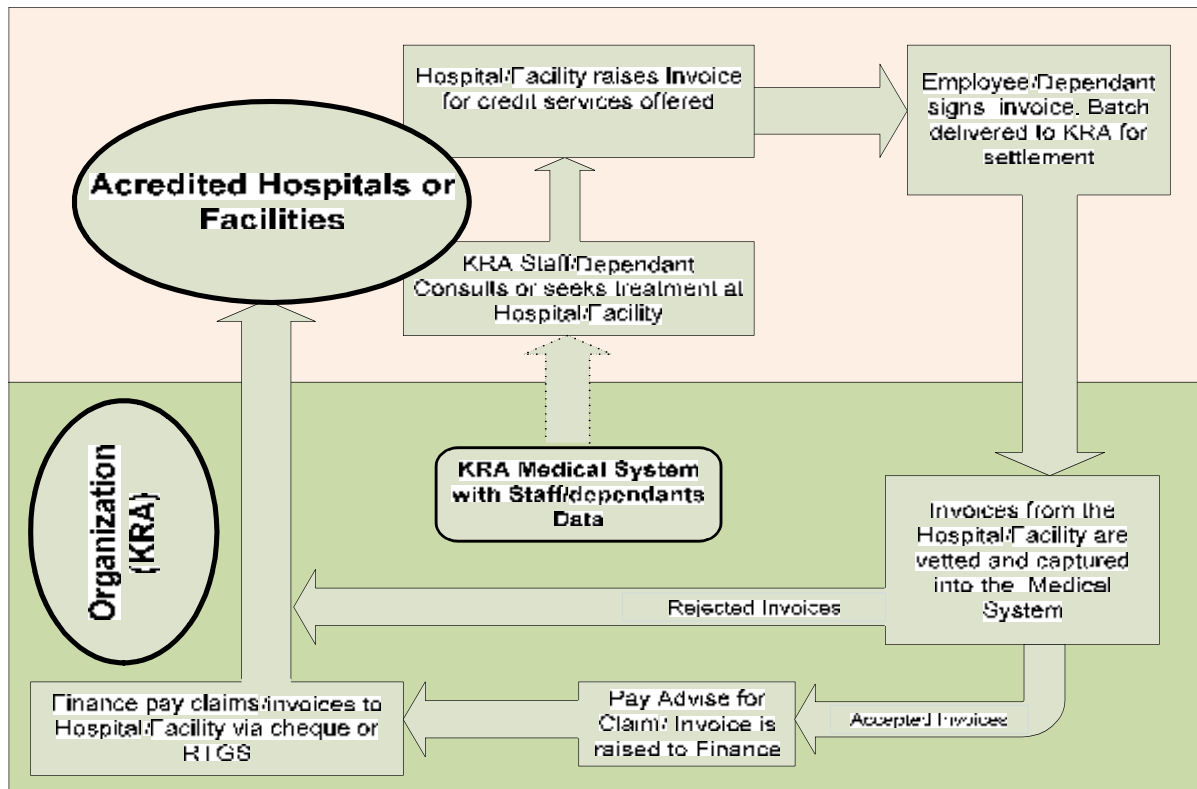 Hospital/Facility raises Invoice
for credit services offered
Employee/Dependant
signs invoice. Batch
delivered to KRA for
settlement
Acredited Hospitals or
Facilities
KRA Staff/Dependant
Consults or seeks treatment at
Hospital/Facility
Organization
(KRA)
KRA Medical System
with Staff/dependants
Data
Invoices from the
Hospital/Facility are
vetted and captured
into the Medical
System
Rejected Invoices
Finance pay claims/invoices to
Hospital/Facility via cheque or
RTGS
Pay Advise for
Claim/ Invoice is
raised to Finance
Accepted Invoices